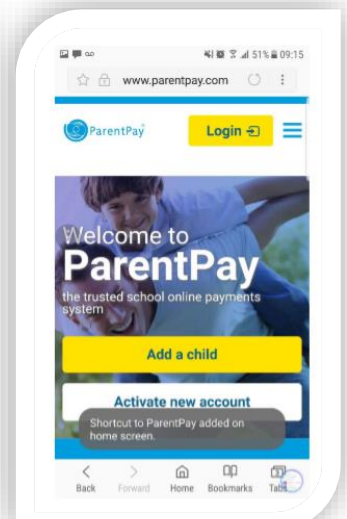 51% 09:15
www.parentpay.com
ParentPay
Login
Welcome to
ParentPay
the trusted school online payments
system
Add a child
Activate new account
Shortcut to ParentPay added on
home screen.
Back Forward Home Bookmarks Tabs